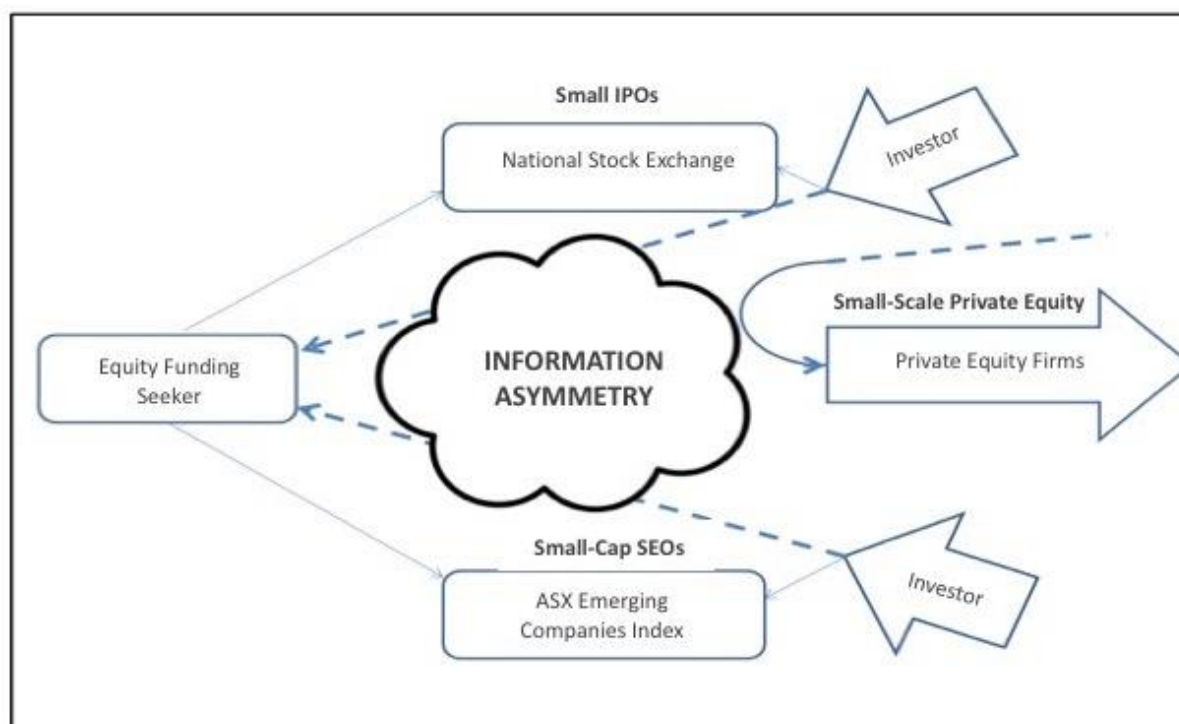 Small IPOs
National Stock Exchange
Investor
Small-Scale Private Equity
Private Equity Firms
INFORMATION
ASYMMETRY
Equity Funding
Seeker
Small-Cap SEOs
ASX Emerging
Companies Index
Investor